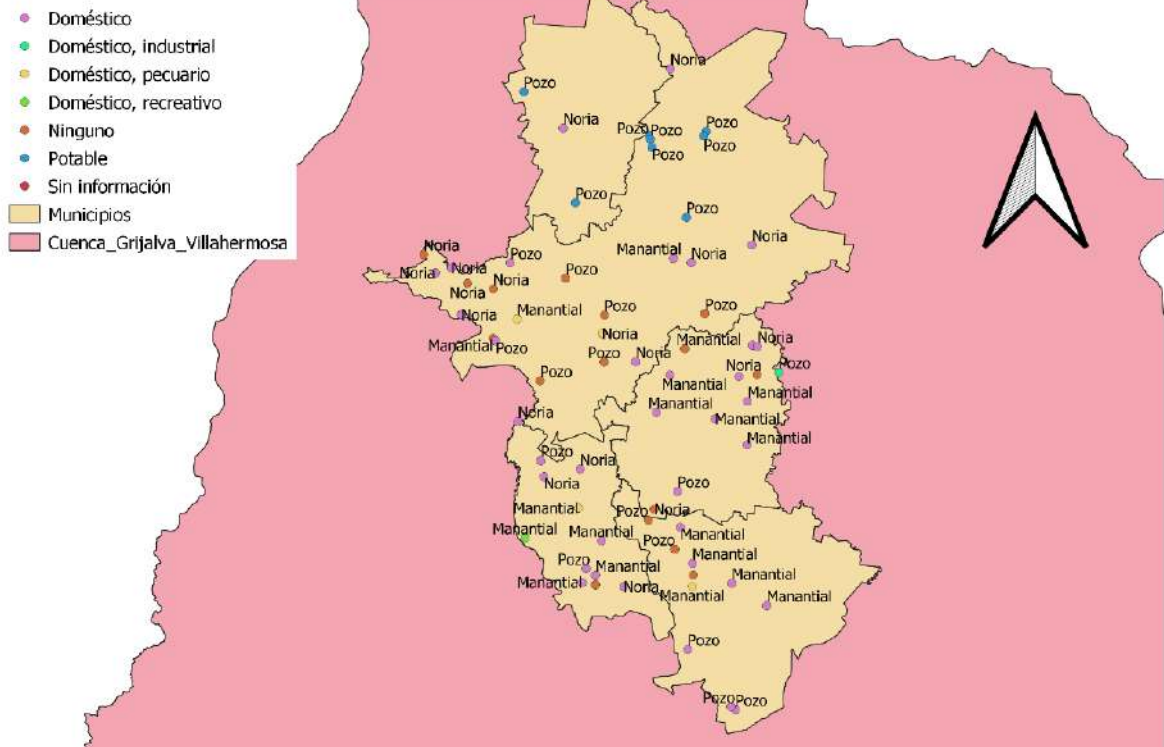 Doméstico
Doméstico, industrial
Doméstico, pecuario
Doméstico, recreativo
Ninguno
Potable
Sin información
Municipios
Cuenca_Grijalva_Villahermosa
Noria
Pozo
Noria
Pozo
Pozo
Pozo
Pozo
Pozo
Pozo
Pozo
Noria
Manantial
Noria
Noria
Pozo
Noria
Noria
Noria
Noria
Pozo
Noria
Manantial
Pozo
Pozo
Noria
Manantial
Pozo
Pozo
Noria
Manantial
Noria
Pozo
Noria
Manantial
Pozo
Manantial
Manantial
Manantial
Noria
Manantial
Pozo
Noria
Noria
Pozo
Manantial
Noria
Pozo
Manantial
Manantial
Manantial
Pozo
Pozo
Manantial
Manantial
Manantial
Manantial
Noria
Manantial
Manantial
Pozo
Pozo
Pozo